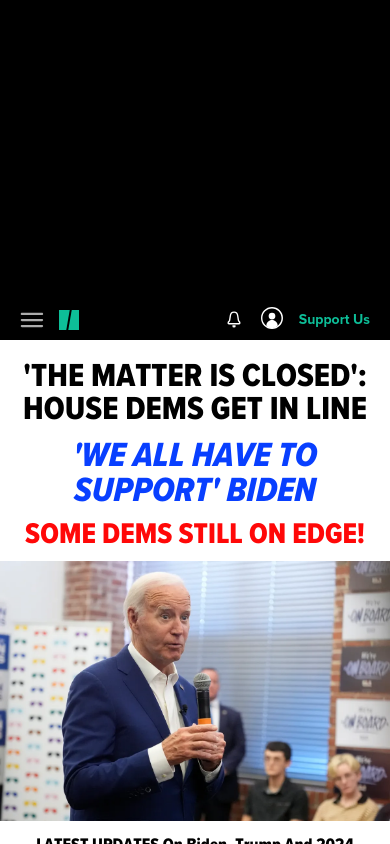 Support Us
'THE MATTER IS CLOSED':
HOUSE DEMS GET IN LINE
'WE ALL HAVE TO
SUPPORT' BIDEN
SOME DEMS STILL ON EDGE!
ON BOARD
ON BOARD
ON BOARD
LATEST UPDATES On Biden, Trump And 2024